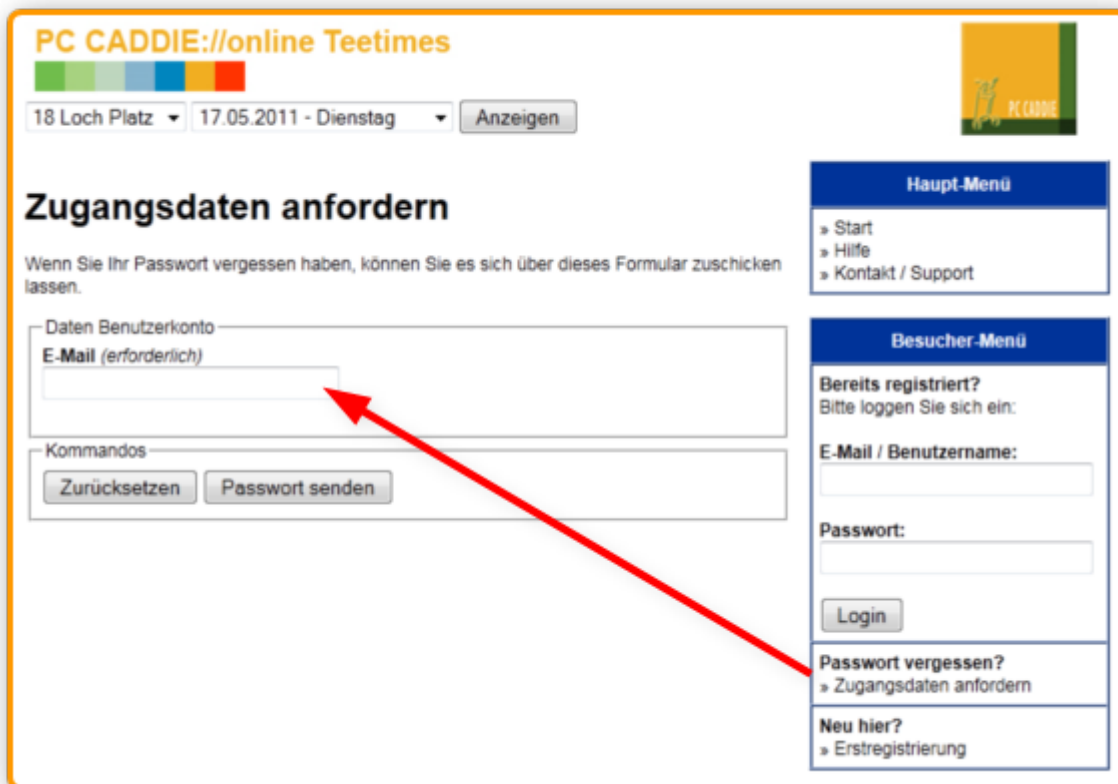 PC CADDIE://online Teetimes
18 Loch Platz 17.05.2011 - Dienstag Anzeigen
PC CADDIE
Zugangsdaten anfordern
Wenn Sie Ihr Passwort vergessen haben, können Sie es sich über dieses Formular zuschicken
lassen.
Daten Benutzerkonto
E-Mail (erforderlich)
Kommandos
Zurücksetzen Passwort senden
Haupt-Menü
» Start
» Hilfe
» Kontakt / Support
Besucher-Menü
Bereits registriert?
Bitte loggen Sie sich ein:
E-Mail / Benutzername:
Passwort:
Login
Passwort vergessen?
» Zugangsdaten anfordern
Neu hier?
» Erstregistrierung